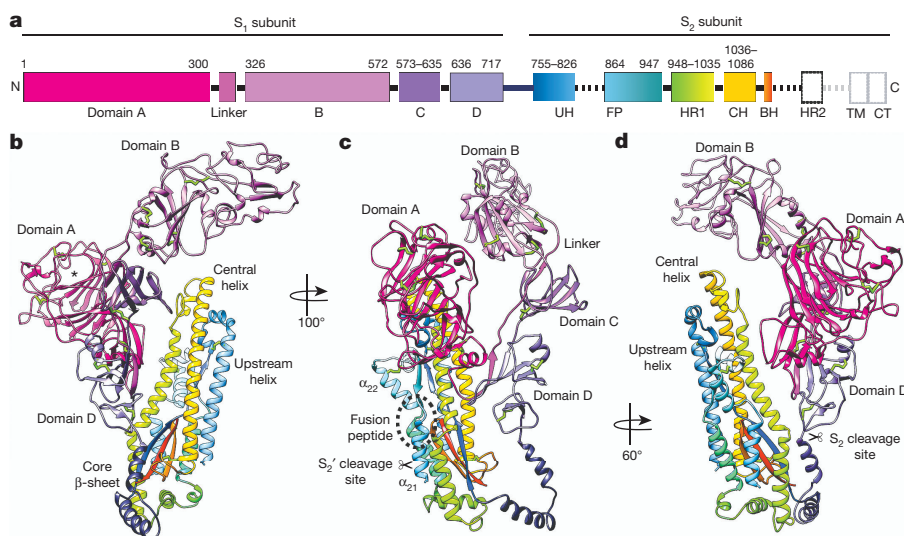 a
S1 subunit
S2 subunit
1 300 326 572 573–635 636 717 755–826 864 947 948–1035 1036–1086
N C
Domain A Linker B C D UH FP HR1 CH BH HR2 TM CT
b
Domain B
Domain A
*
Central helix
Upstream helix
Domain D
Core β-sheet
100°
c
Domain B
Domain A
Linker
Domain C
α22
Domain D
Fusion peptide
S2′ cleavage site
α21
60°
d
Domain B
Domain A
Upstream helix
Domain D
S2 cleavage site